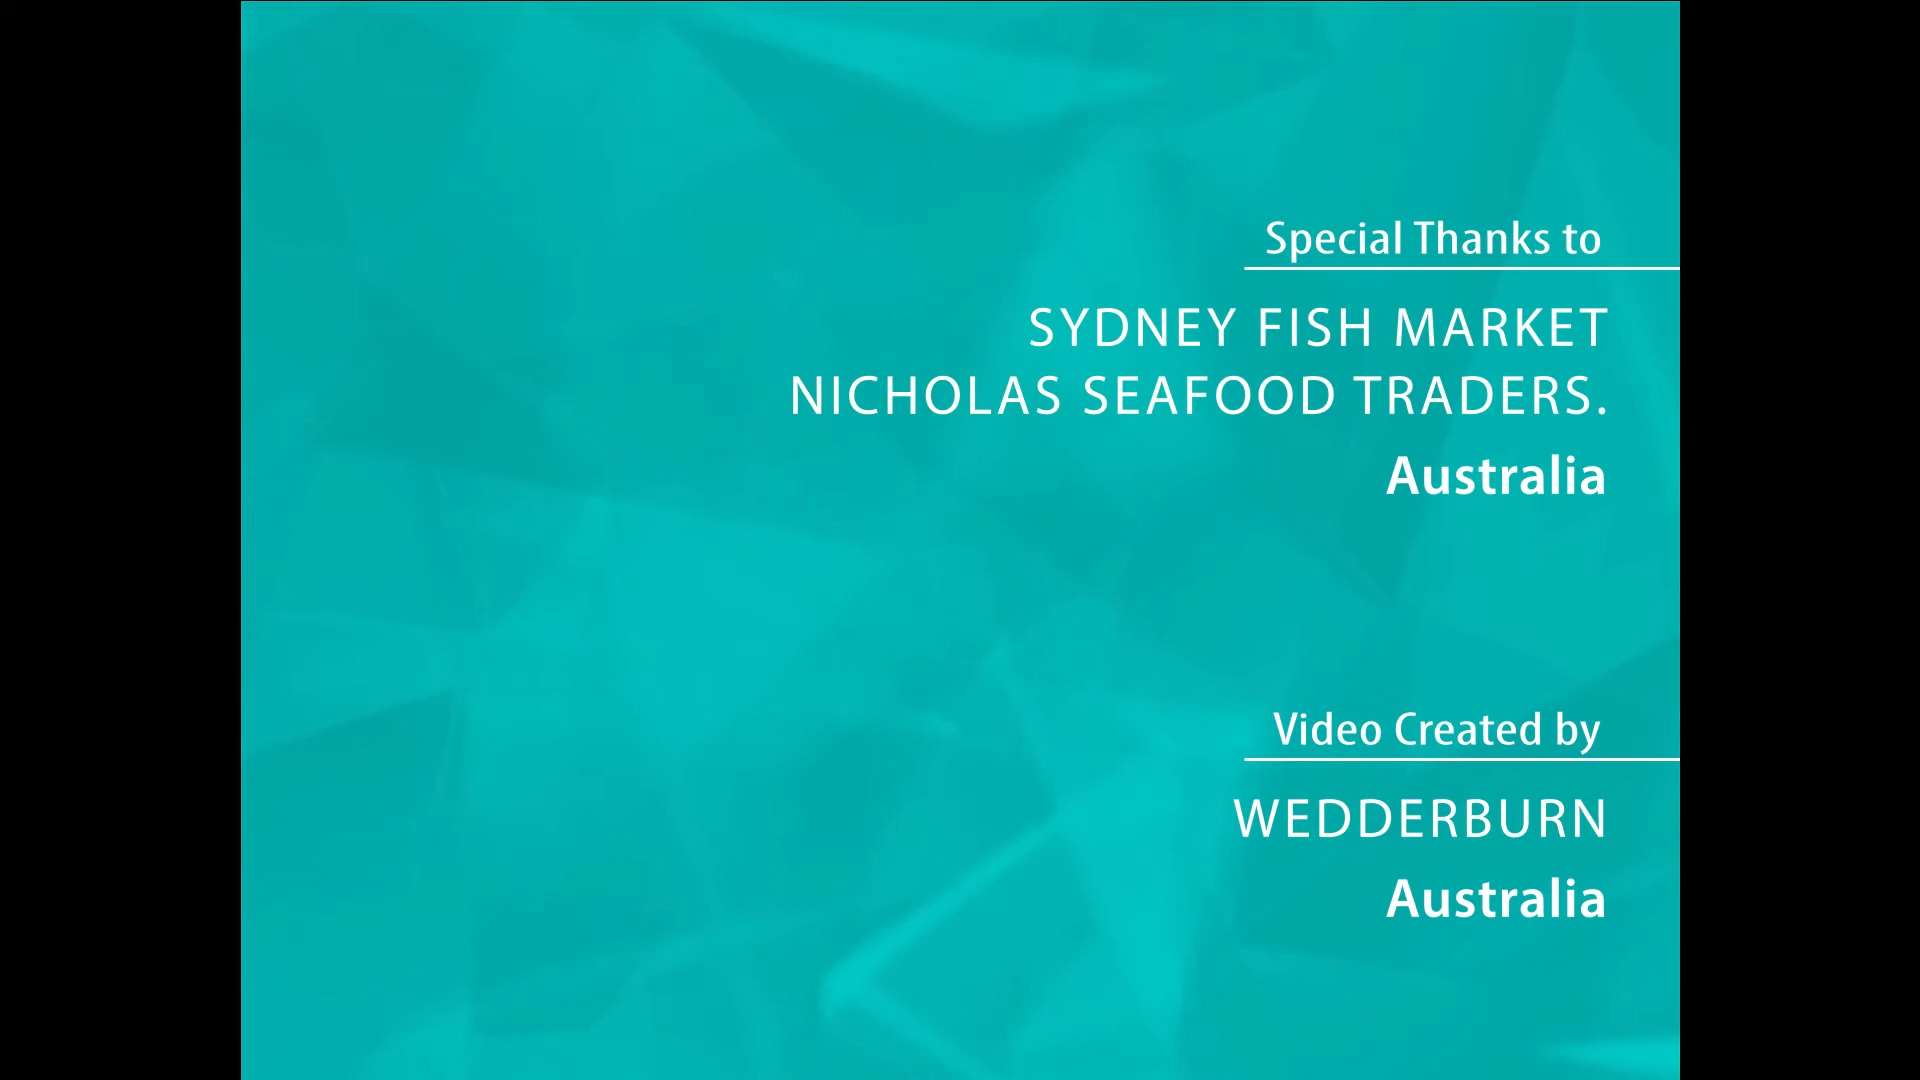 Special Thanks to
SYDNEY FISH MARKET
NICHOLAS SEAFOOD TRADERS.
Australia
Video Created by
WEDDERBURN
Australia